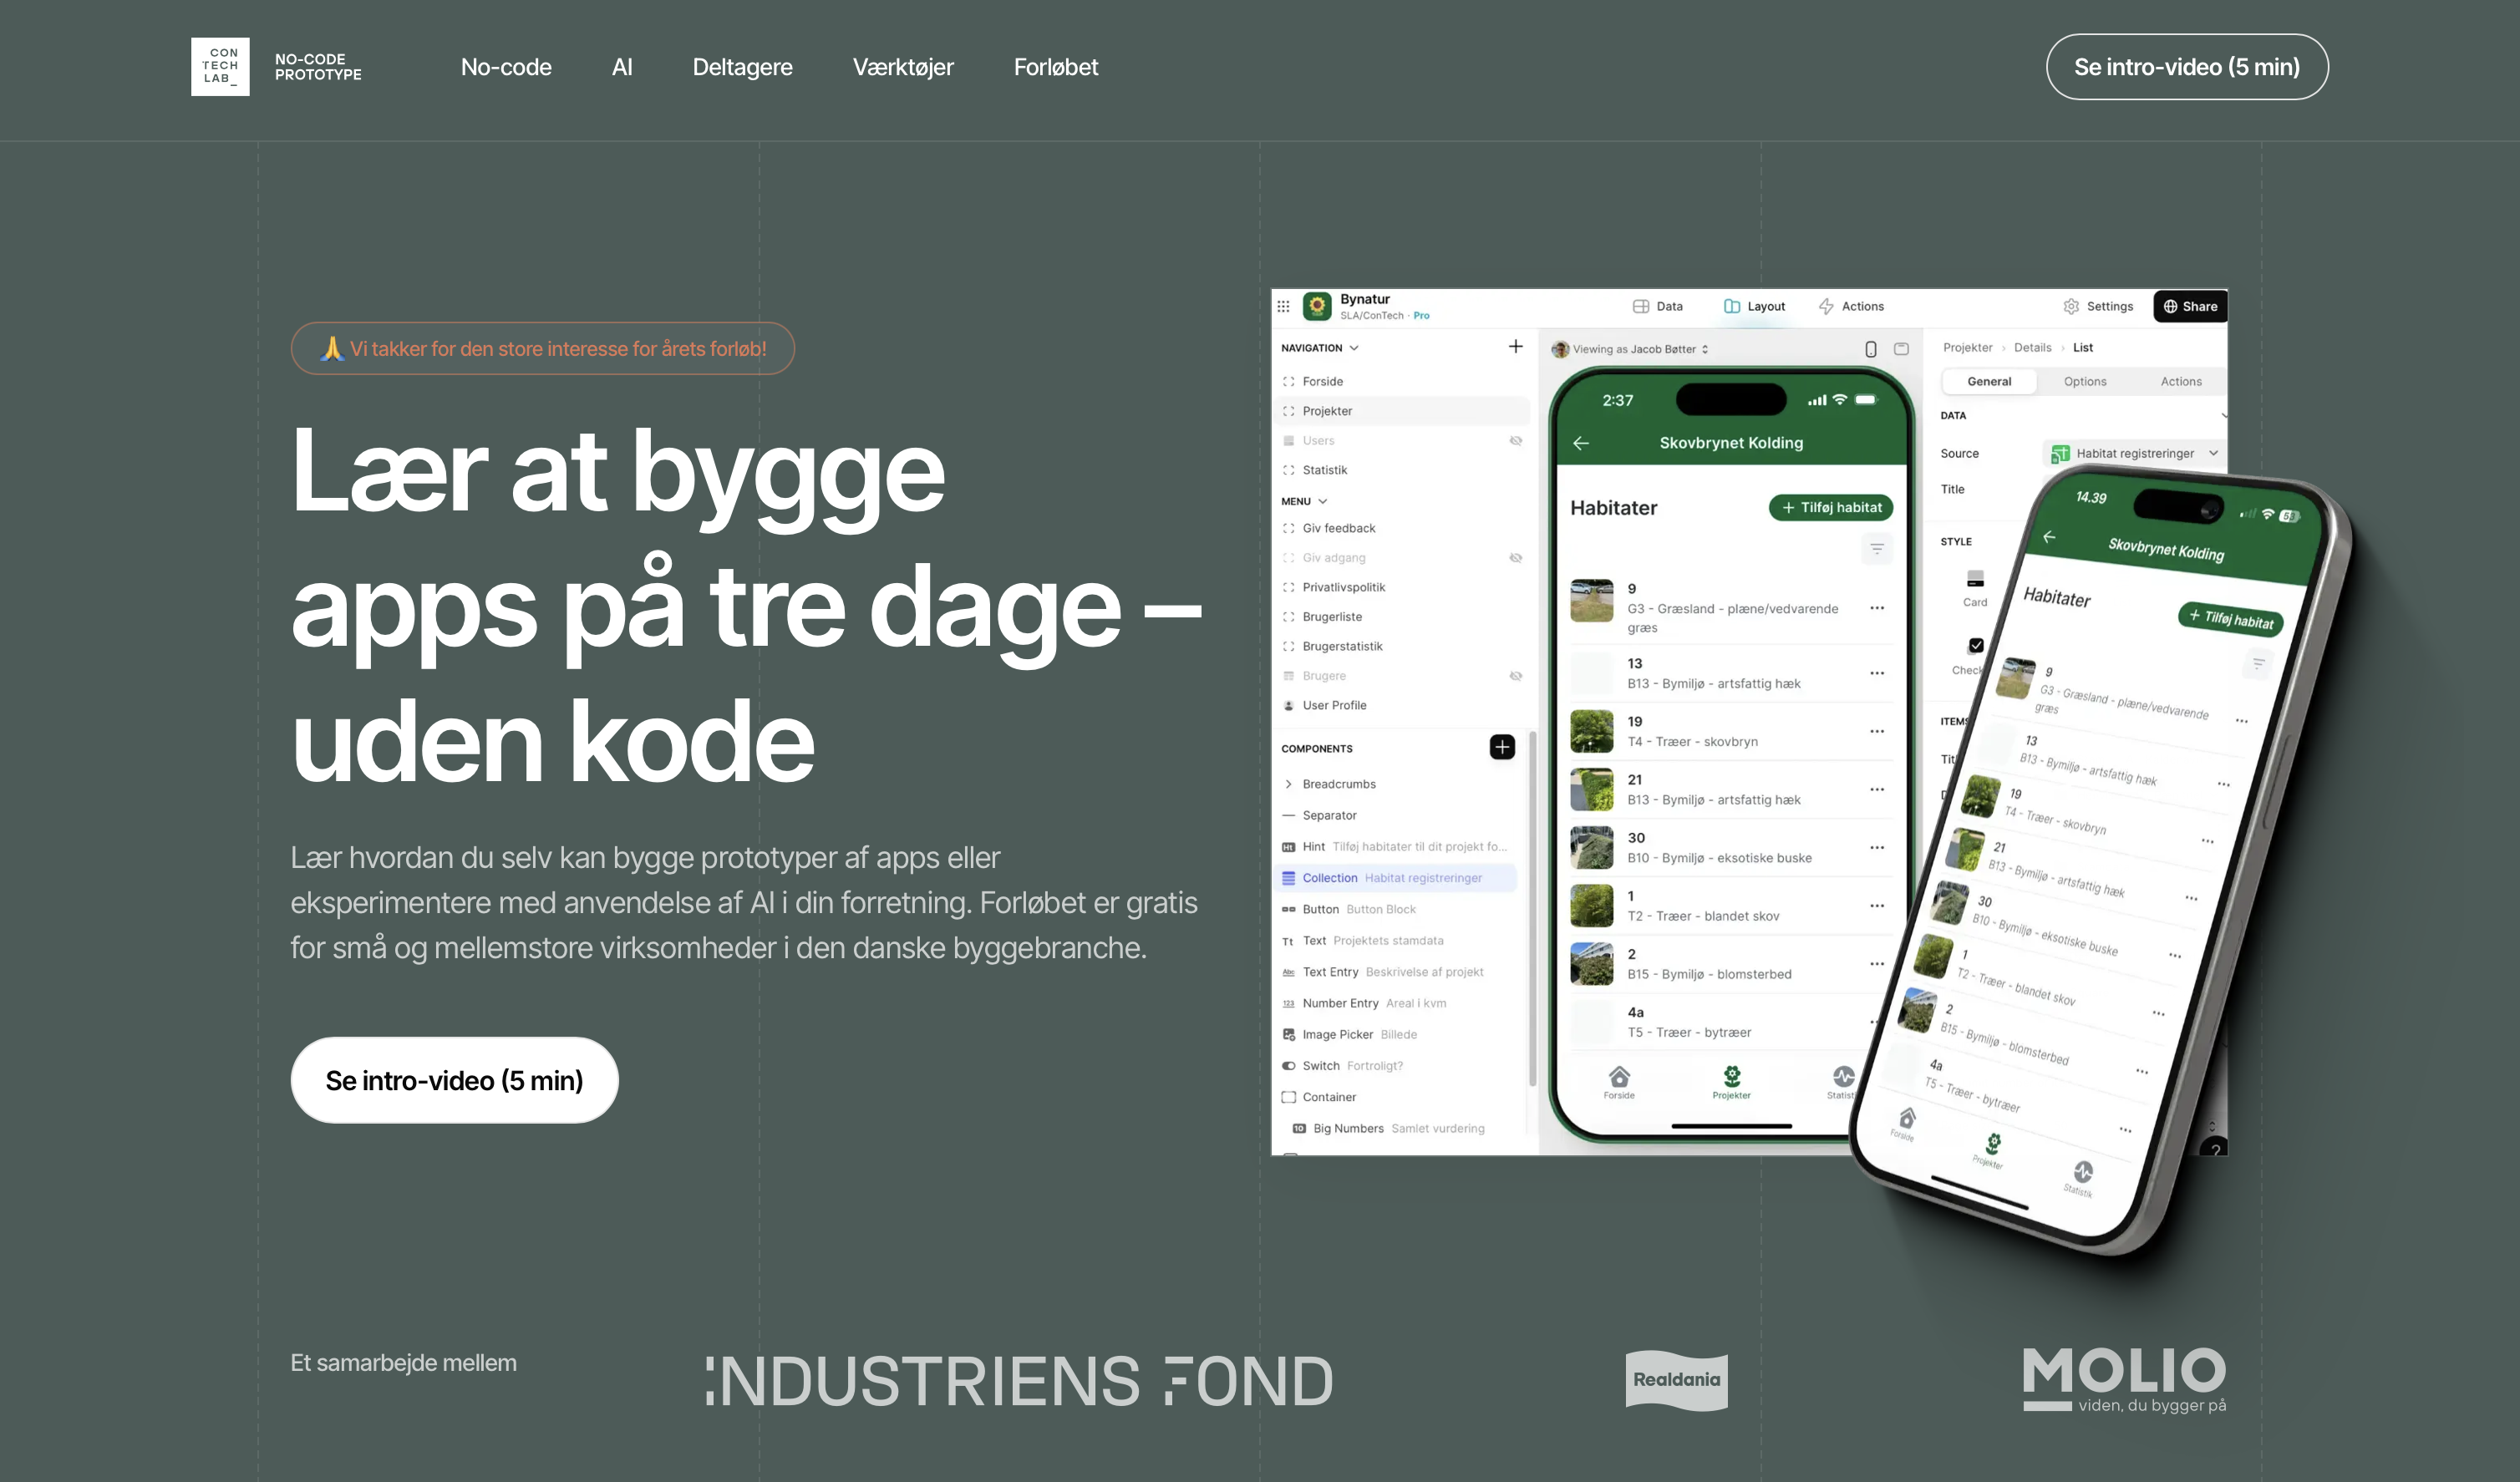 CON
TECH
LAB_
NO-CODE
PROTOTYPE
No-code
AI
Deltagere
Værktøjer
Forløbet
Se intro-video (5 min)
🙏 Vi takker for den store interesse for årets forløb!
Lær at bygge
apps på tre dage –
uden kode
Lær hvordan du selv kan bygge prototyper af apps eller
eksperimentere med anvendelse af AI i din forretning. Forløbet er gratis
for små og mellemstore virksomheder i den danske byggebranche.
Se intro-video (5 min)
Bynatur
SLA/ConTech · Pro
Data
Layout
Actions
Settings
Share
NAVIGATION
Forside
Projekter
Users
Statistik
MENU
Giv feedback
Giv adgang
Privatlivspolitik
Brugerliste
Brugerstatistik
Brugere
User Profile
COMPONENTS
Breadcrumbs
Separator
Hint Tilføj habitater til dit projekt fo...
Collection Habitat registreringer
Button Button Block
Text Projektets stamdata
Text Entry Beskrivelse af projekt
Number Entry Areal i kvm
Image Picker Billede
Switch Fortroligt?
Container
Big Numbers Samlet vurdering
Viewing as Jacob Bøtter
2:37
Skovbrynet Kolding
Habitater
+ Tilføj habitat
9
G3 - Græsland - plæne/vedvarende
græs
13
B13 - Bymiljø - artsfattig hæk
19
T4 - Træer - skovbryn
21
B13 - Bymiljø - artsfattig hæk
30
B10 - Bymiljø - eksotiske buske
1
T2 - Træer - blandet skov
2
B15 - Bymiljø - blomsterbed
4a
T5 - Træer - bytræer
Forside
Projekter
Statist
Projekter › Details › List
General
Options
Actions
DATA
Source
Habitat registreringer
Title
STYLE
Card
Check
ITEMS
Tit
14.39
53
Skovbrynet Kolding
Habitater
+ Tilføj habitat
9
G3 - Græsland - plæne/vedvarende
græs
13
B13 - Bymiljø - artsfattig hæk
19
T4 - Træer - skovbryn
21
B13 - Bymiljø - artsfattig hæk
30
B10 - Bymiljø - eksotiske buske
1
T2 - Træer - blandet skov
2
B15 - Bymiljø - blomsterbed
4a
T5 - Træer - bytræer
Forside
Projekter
Statistik
?
Et samarbejde mellem
INDUSTRIENS FOND
Realdania
MOLIO
viden, du bygger på